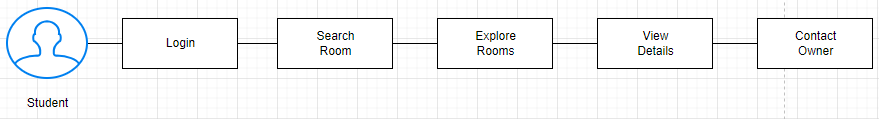 Login
Search
Room
Explore
Rooms
View
Details
Contact
Owner
Student